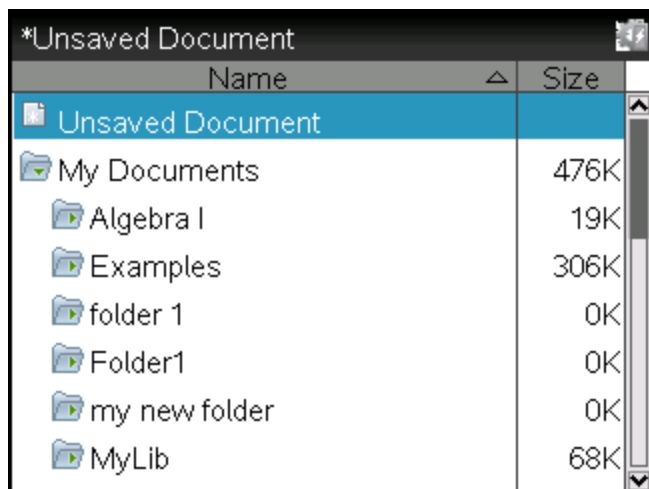 *Unsaved Document
Name Size
Unsaved Document
My Documents 476K
Algebra I 19K
Examples 306K
folder 1 0K
Folder1 0K
my new folder 0K
MyLib 68K